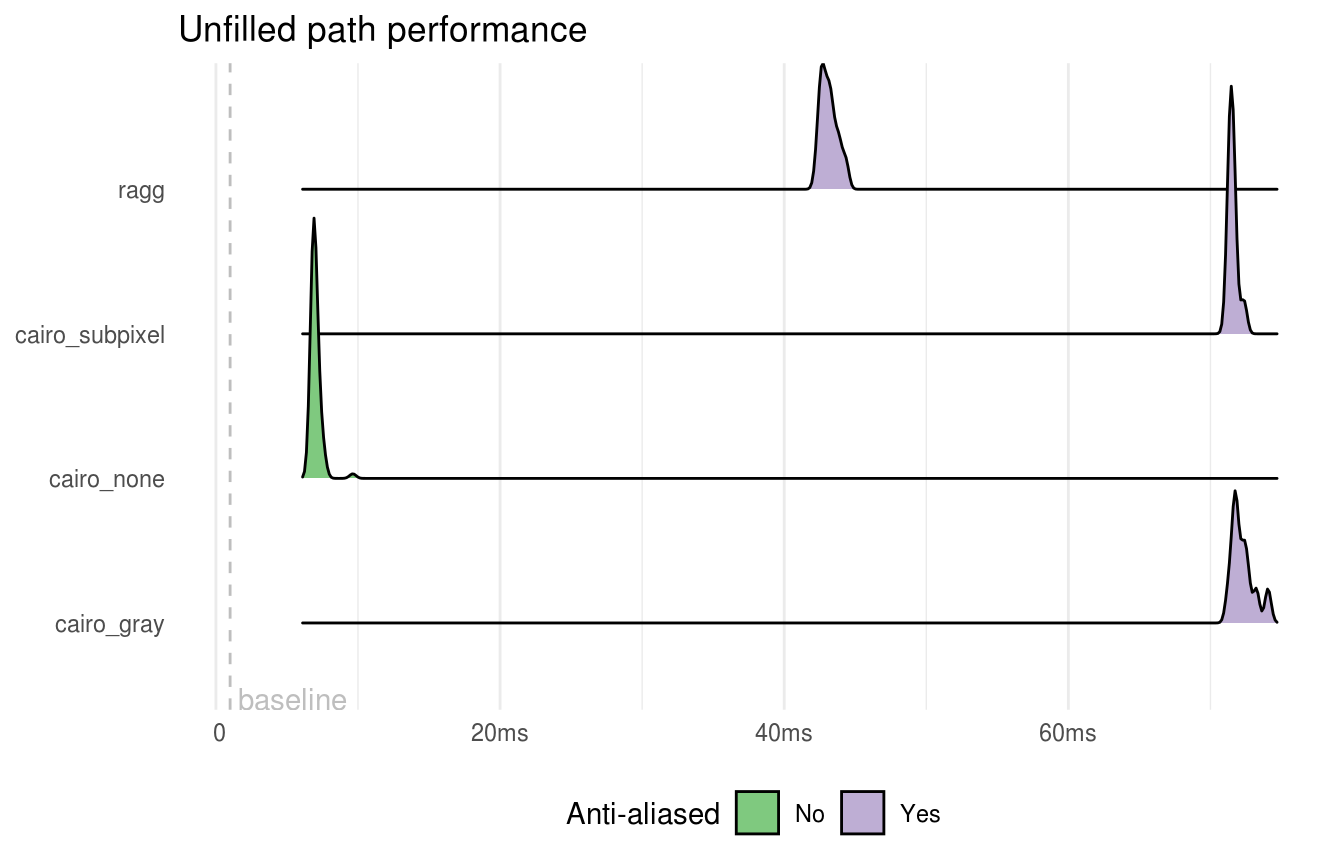 Unfilled path performance
ragg
cairo_subpixel
cairo_none
cairo_gray
baseline
0 20ms 40ms 60ms
Anti-aliased No Yes